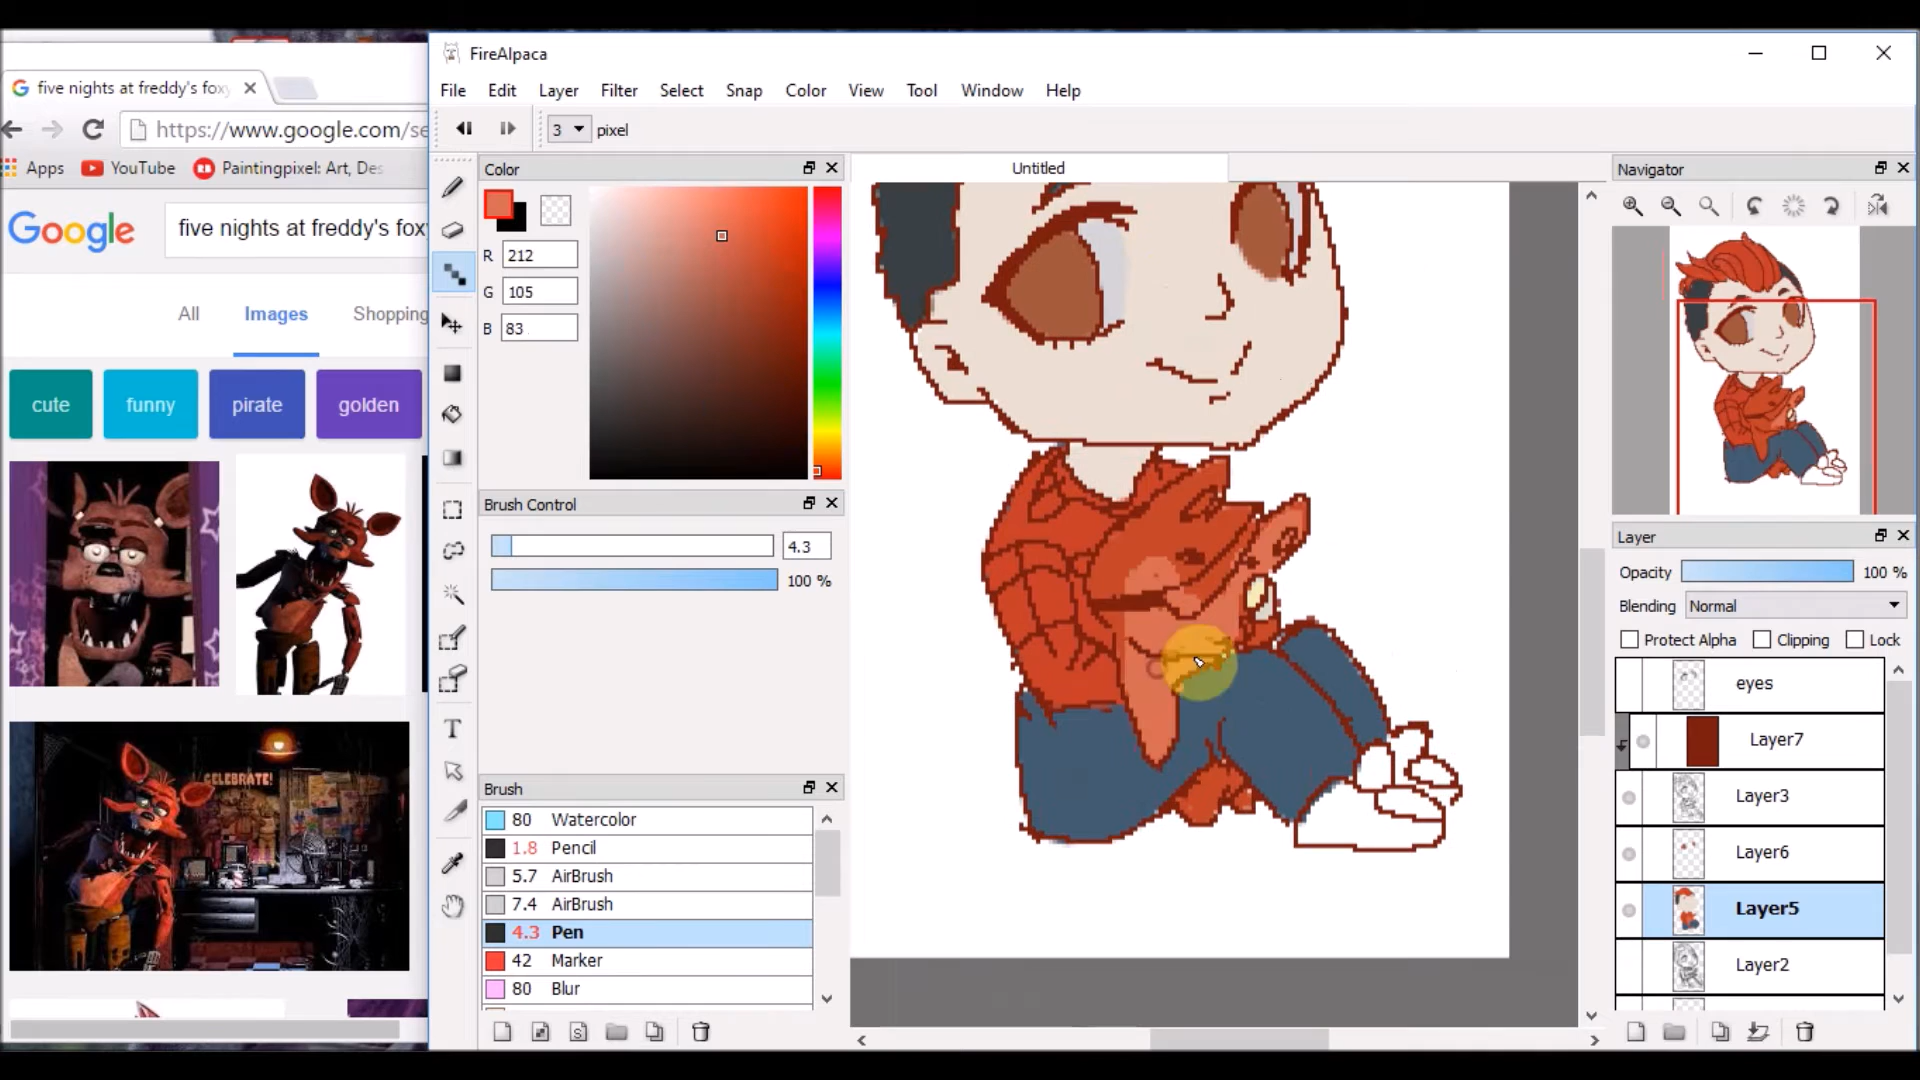 five nights at freddy's foxy
https://www.google.com/se
Apps
YouTube
Paintingpixel: Art, Des
Google
five nights at freddy's foxy
All
Images
Shopping
cute
funny
pirate
golden
CELEBRATE!
FireAlpaca
File
Edit
Layer
Filter
Select
Snap
Color
View
Tool
Window
Help
3
pixel
Color
R
212
G
105
B
83
Brush Control
4.3
100 %
Brush
80 Watercolor
1.8 Pencil
5.7 AirBrush
7.4 AirBrush
4.3 Pen
42 Marker
80 Blur
T
S
Untitled
Navigator
Layer
Opacity
100 %
Blending
Normal
Protect Alpha
Clipping
Lock
eyes
Layer7
Layer3
Layer6
Layer5
Layer2